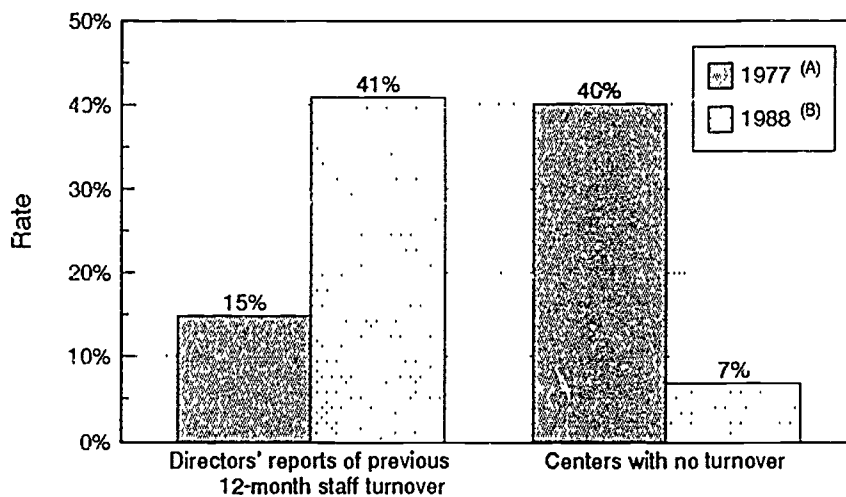 50%
40%
30%
20%
10%
0%
Rate
15%
41%
40%
7%
1977 (A)
1988 (B)
Directors' reports of previous
12-month staff turnover
Centers with no turnover